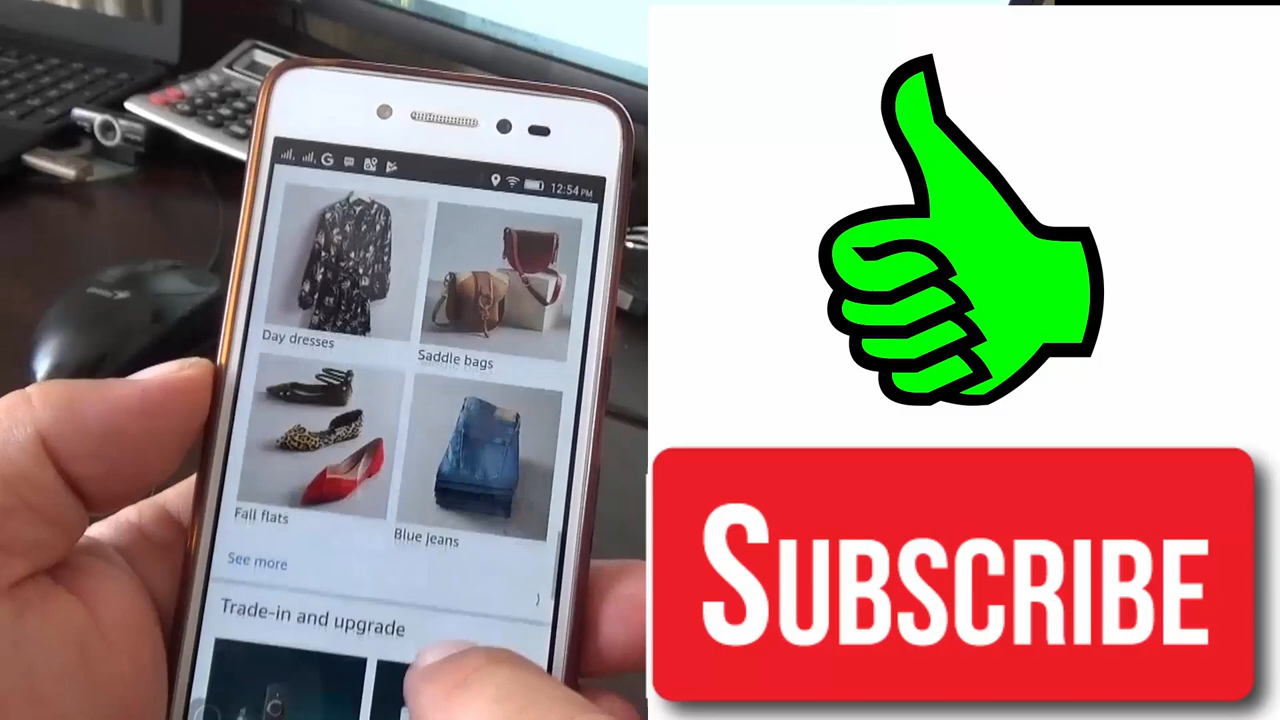 12:54 PM
Day dresses
Saddle bags
Fall flats
Blue jeans
See more
Trade-in and upgrade
SUBSCRIBE